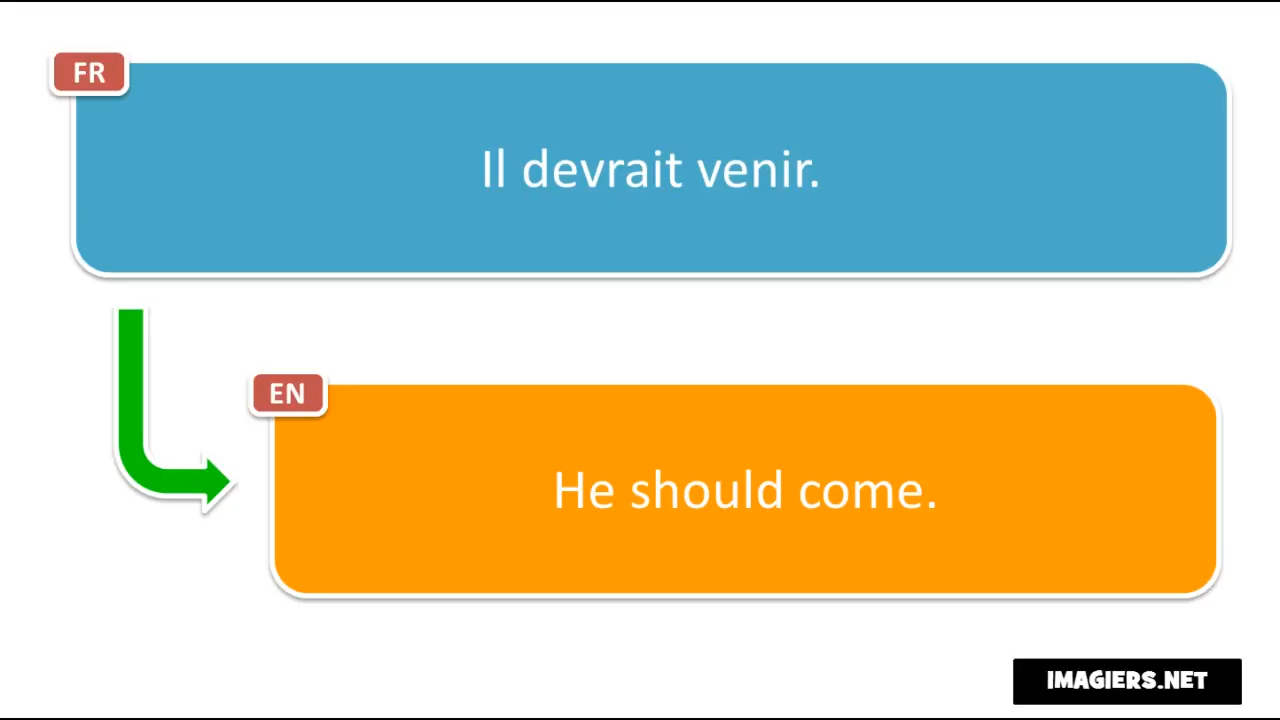 FR
Il devrait venir.
EN
He should come.
IMAGIERS.NET